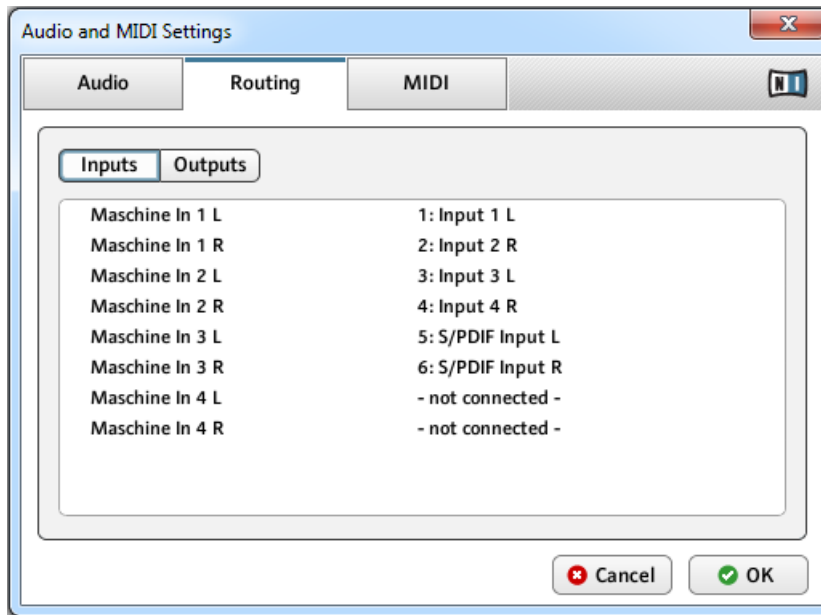 Audio and MIDI Settings
Audio Routing MIDI
NI
Inputs Outputs
Maschine In 1 L 1: Input 1 L
Maschine In 1 R 2: Input 2 R
Maschine In 2 L 3: Input 3 L
Maschine In 2 R 4: Input 4 R
Maschine In 3 L 5: S/PDIF Input L
Maschine In 3 R 6: S/PDIF Input R
Maschine In 4 L - not connected -
Maschine In 4 R - not connected -
Cancel OK